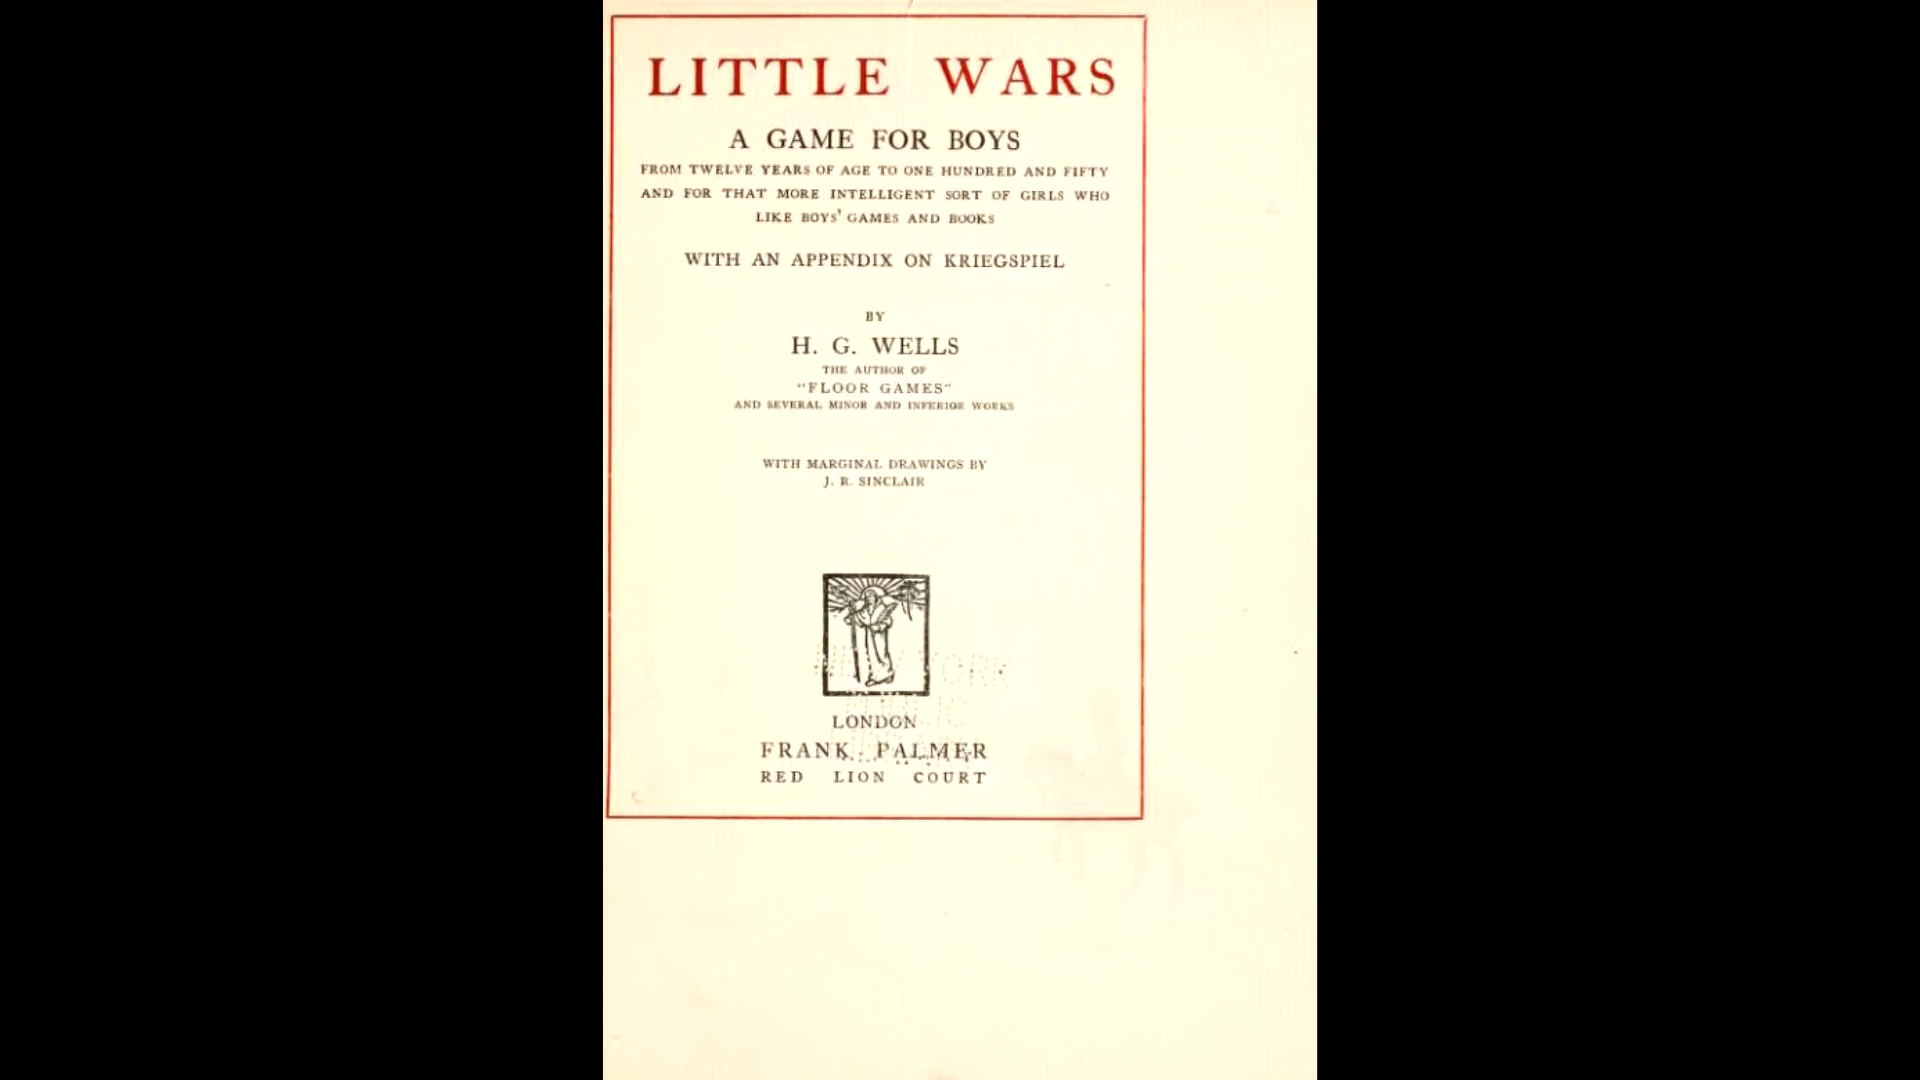 LITTLE WARS
A GAME FOR BOYS
FROM TWELVE YEARS OF AGE TO ONE HUNDRED AND FIFTY
AND FOR THAT MORE INTELLIGENT SORT OF GIRLS WHO
LIKE BOYS' GAMES AND BOOKS
WITH AN APPENDIX ON KRIEGSPIEL
BY
H. G. WELLS
THE AUTHOR OF
"FLOOR GAMES"
AND SEVERAL MINOR AND INFERIOR WORKS
WITH MARGINAL DRAWINGS BY
J. R. SINCLAIR
LONDON
FRANK PALMER
RED LION COURT